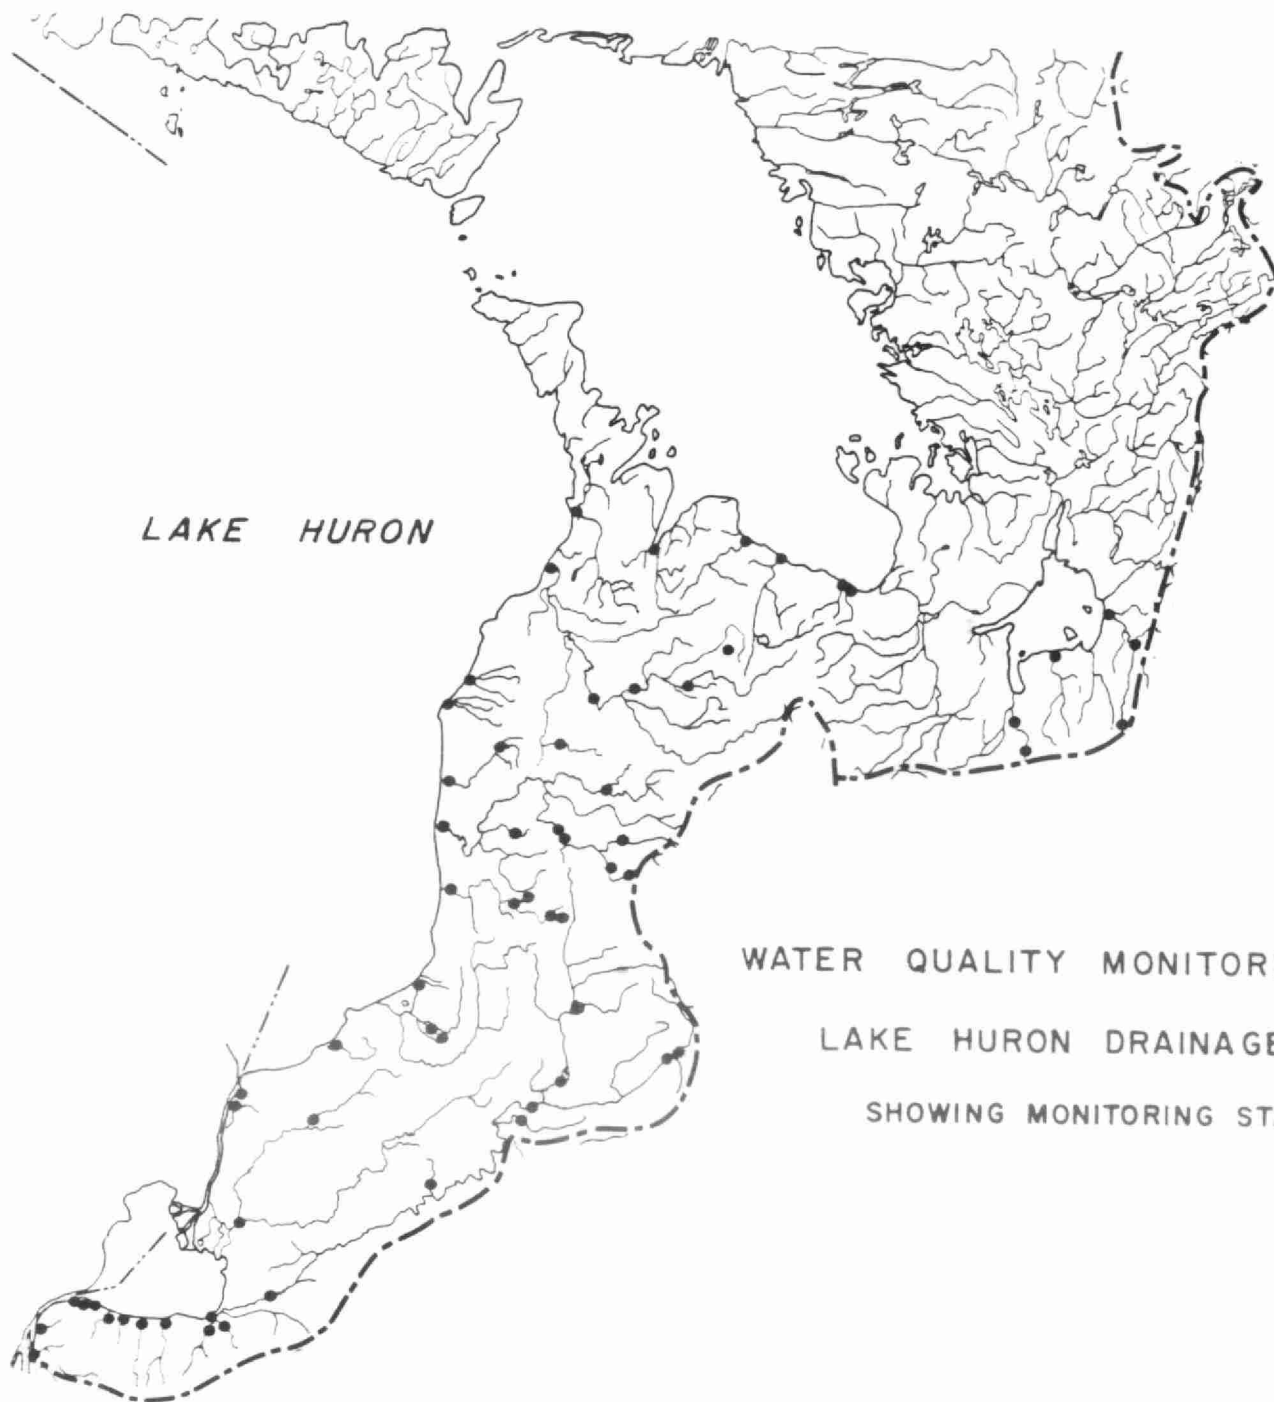 LAKE HURON
WATER QUALITY MONITOR
LAKE HURON DRAINAGE
SHOWING MONITORING ST